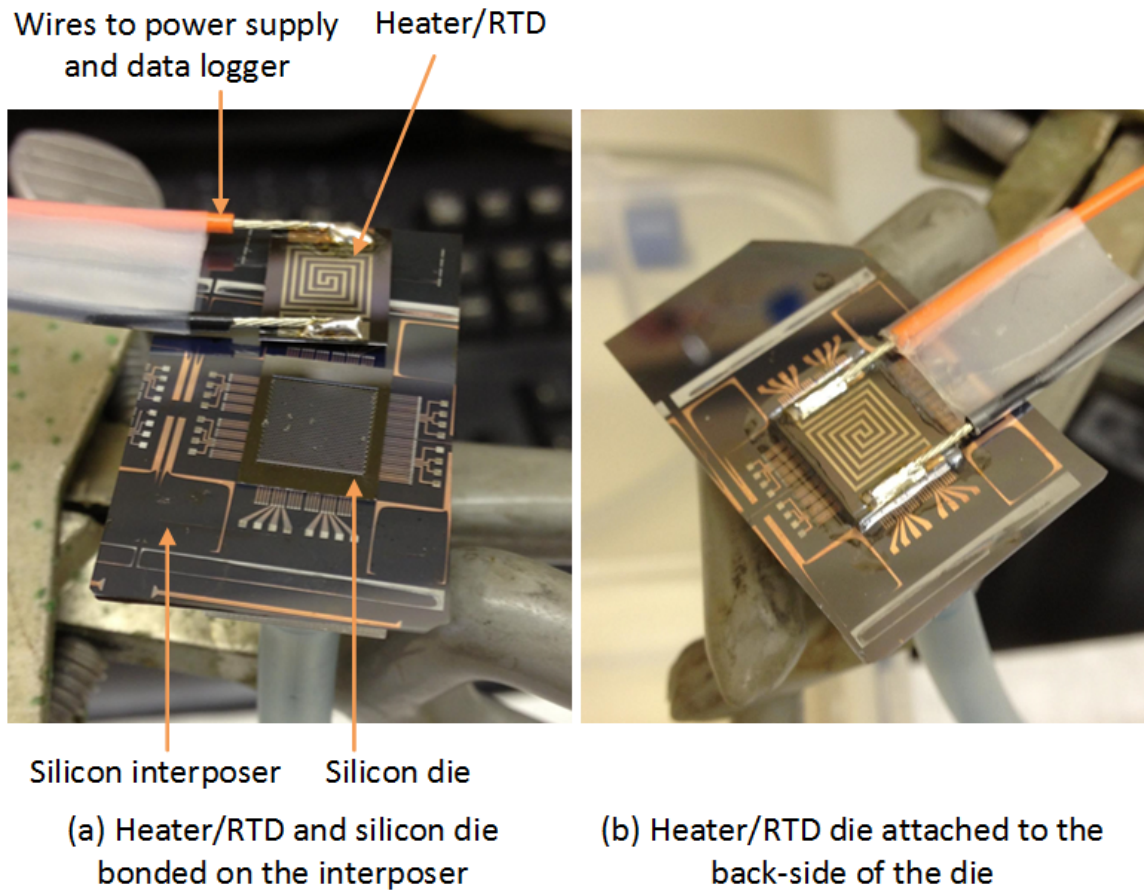 Wires to power supply
and data logger
Heater/RTD
Silicon interposer
Silicon die
(a) Heater/RTD and silicon die
bonded on the interposer
(b) Heater/RTD die attached to the
back-side of the die